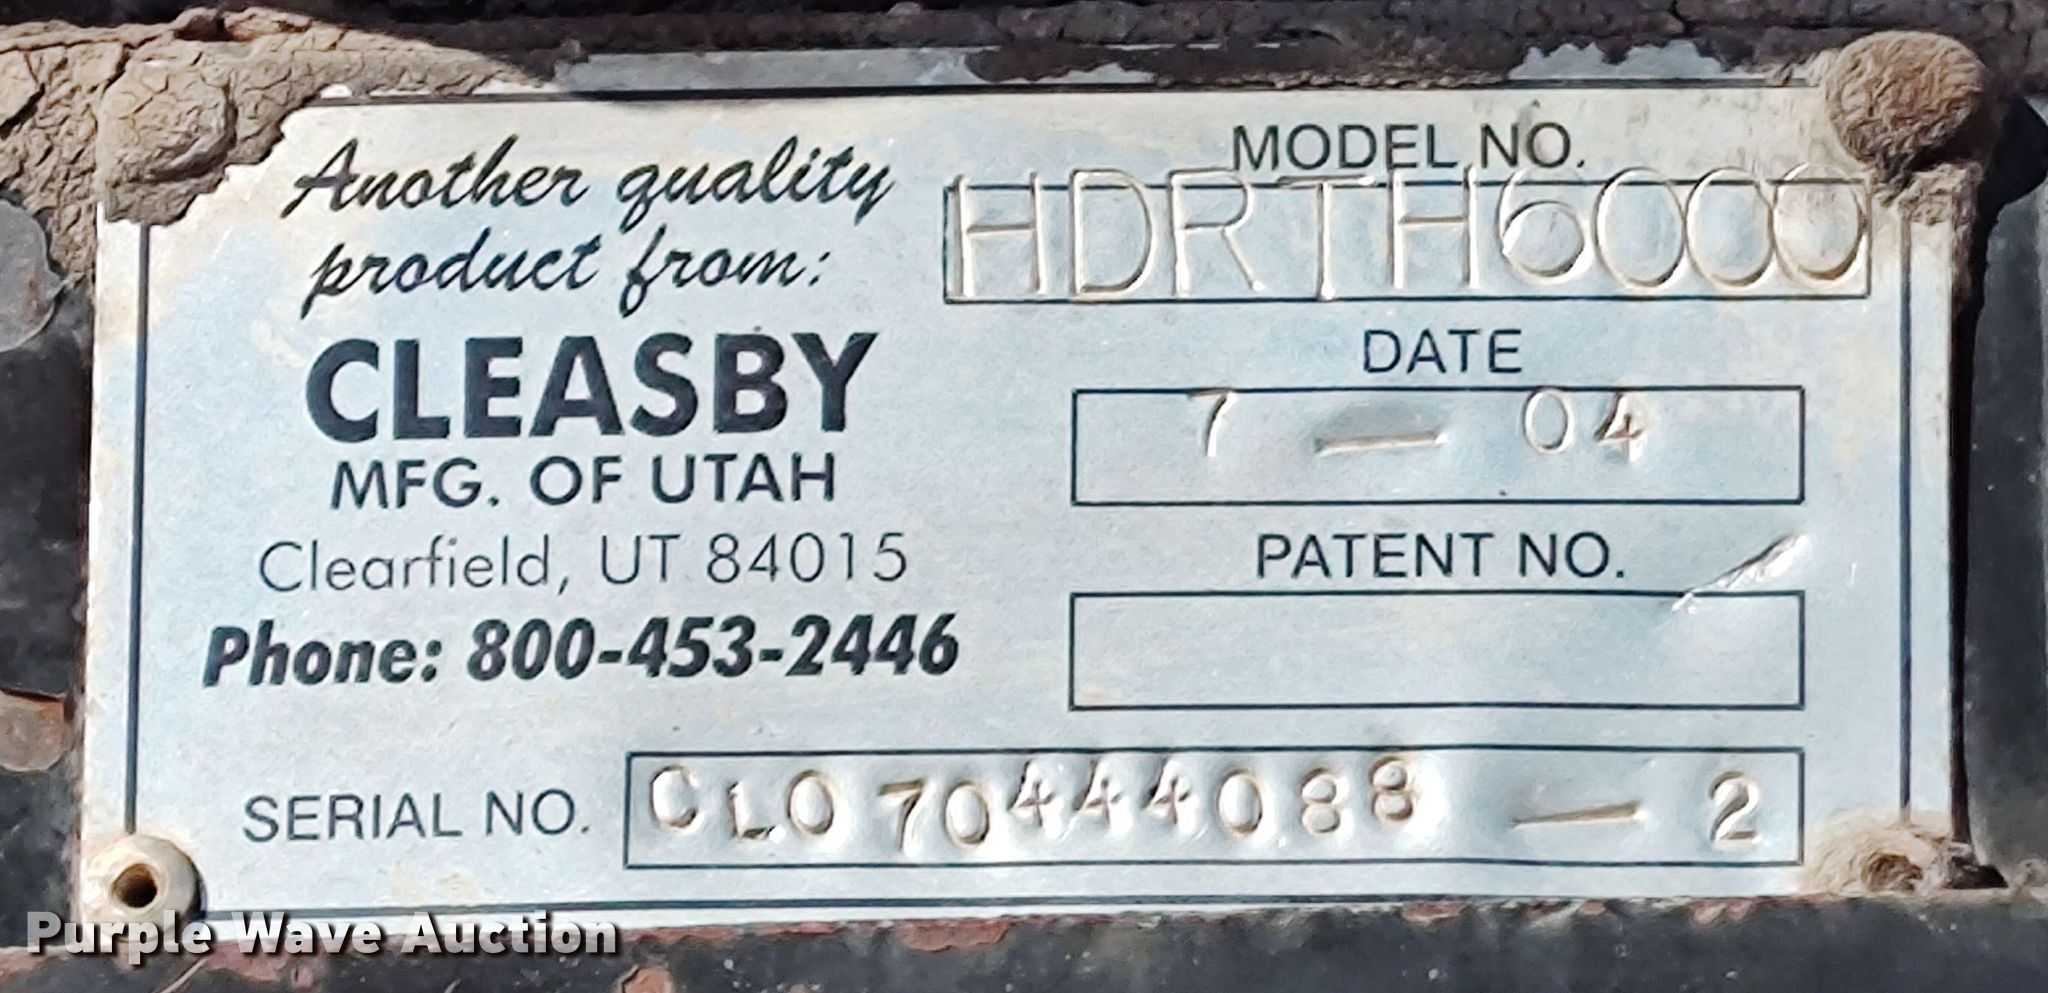 Another quality
product from:
CLEASBY
MFG. OF UTAH
Clearfield, UT 84015
Phone: 800-453-2446
MODEL NO.
HDRTH6000
DATE
7 — 04
PATENT NO.
SERIAL NO. CL070444088 — 2
Purple Wave Auction